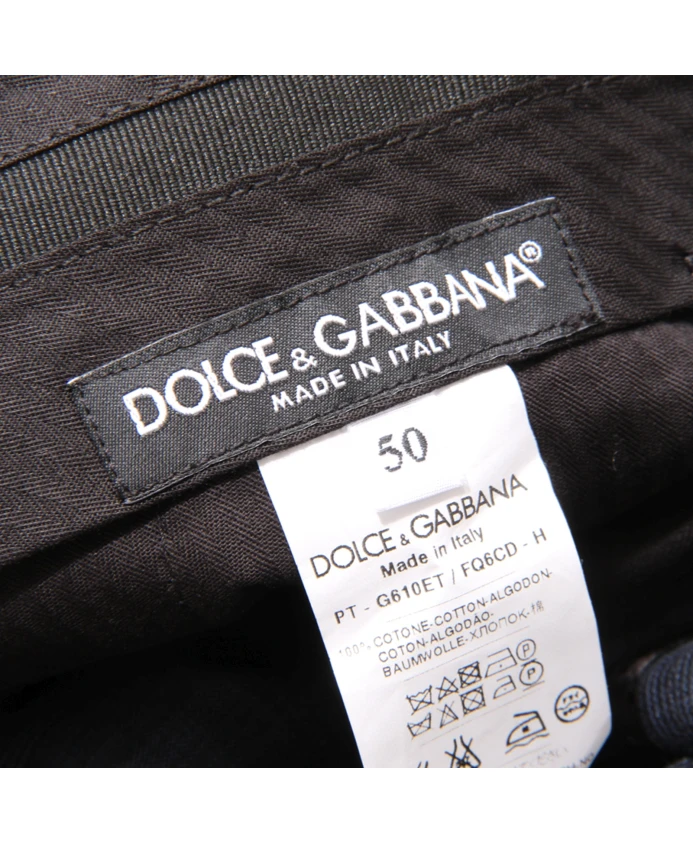 DOLCE & GABBANA®
MADE IN ITALY
50
DOLCE & GABBANA
Made in Italy
PT - G610ET / FQ6CD - H
100% COTONE-COTTON-ALGODON-
COTON-ALGODÃO-
BAUMWOLLE-ХЛОПОК-棉